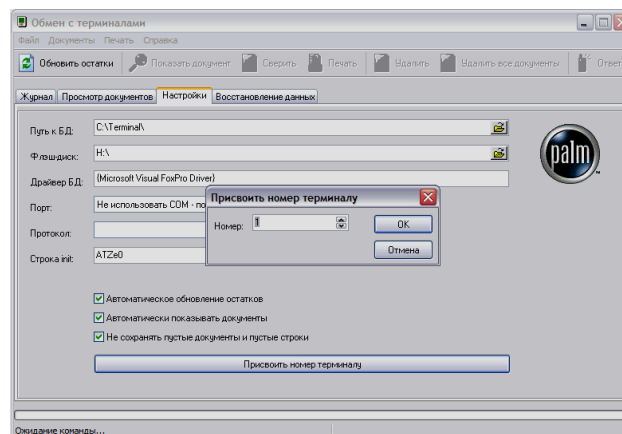 Обмен с терминалами
Файл Документы Печать Справка
Обновить остатки Показать документ Сверить Печать Удалить Удалить все документы Ответ
Журнал Просмотр документов Настройки Восстановление данных
Путь к БД: C:\Terminal\
Флэш-диск: H:\
Драйвер БД: {Microsoft Visual FoxPro Driver}
Порт: Не использовать COM - по
Протокол:
Строка init: ATZe0
Присвоить номер терминалу
Номер: 1 OK
Отмена
palm
Автоматическое обновление остатков
Автоматически показывать документы
Не сохранять пустые документы и пустые строки
Присвоить номер терминалу
Ожидание команды...